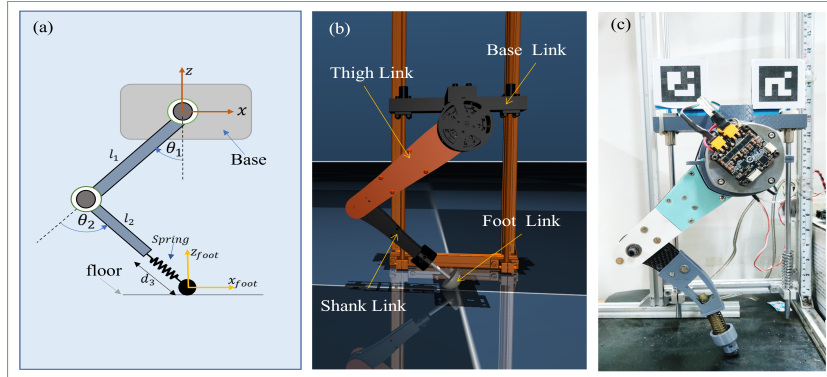 (a)
z
x
l₁
θ₁
Base
l₂
θ₂
Spring
z_foot
floor
d₃
x_foot
(b)
Base Link
Thigh Link
Foot Link
Shank Link
(c)